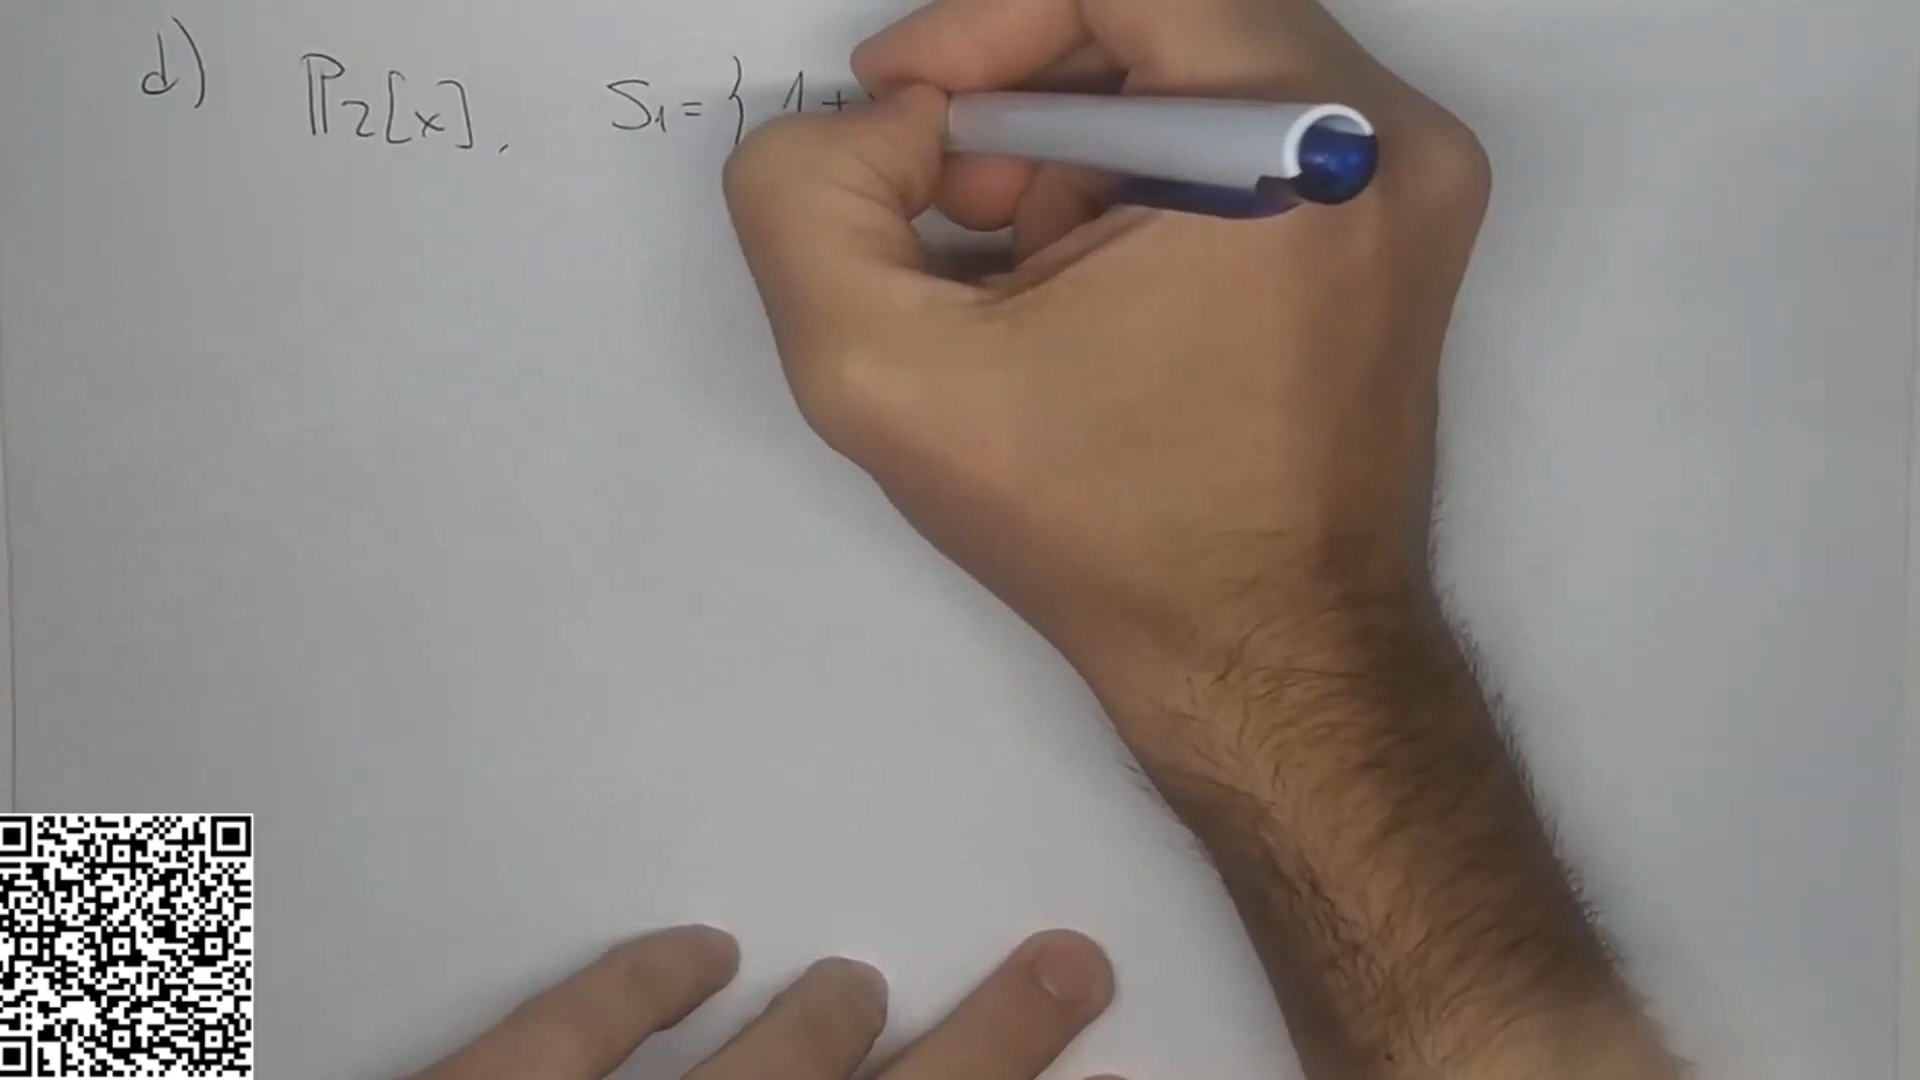 d) ℙ₂[x], S₁ = { 1 +